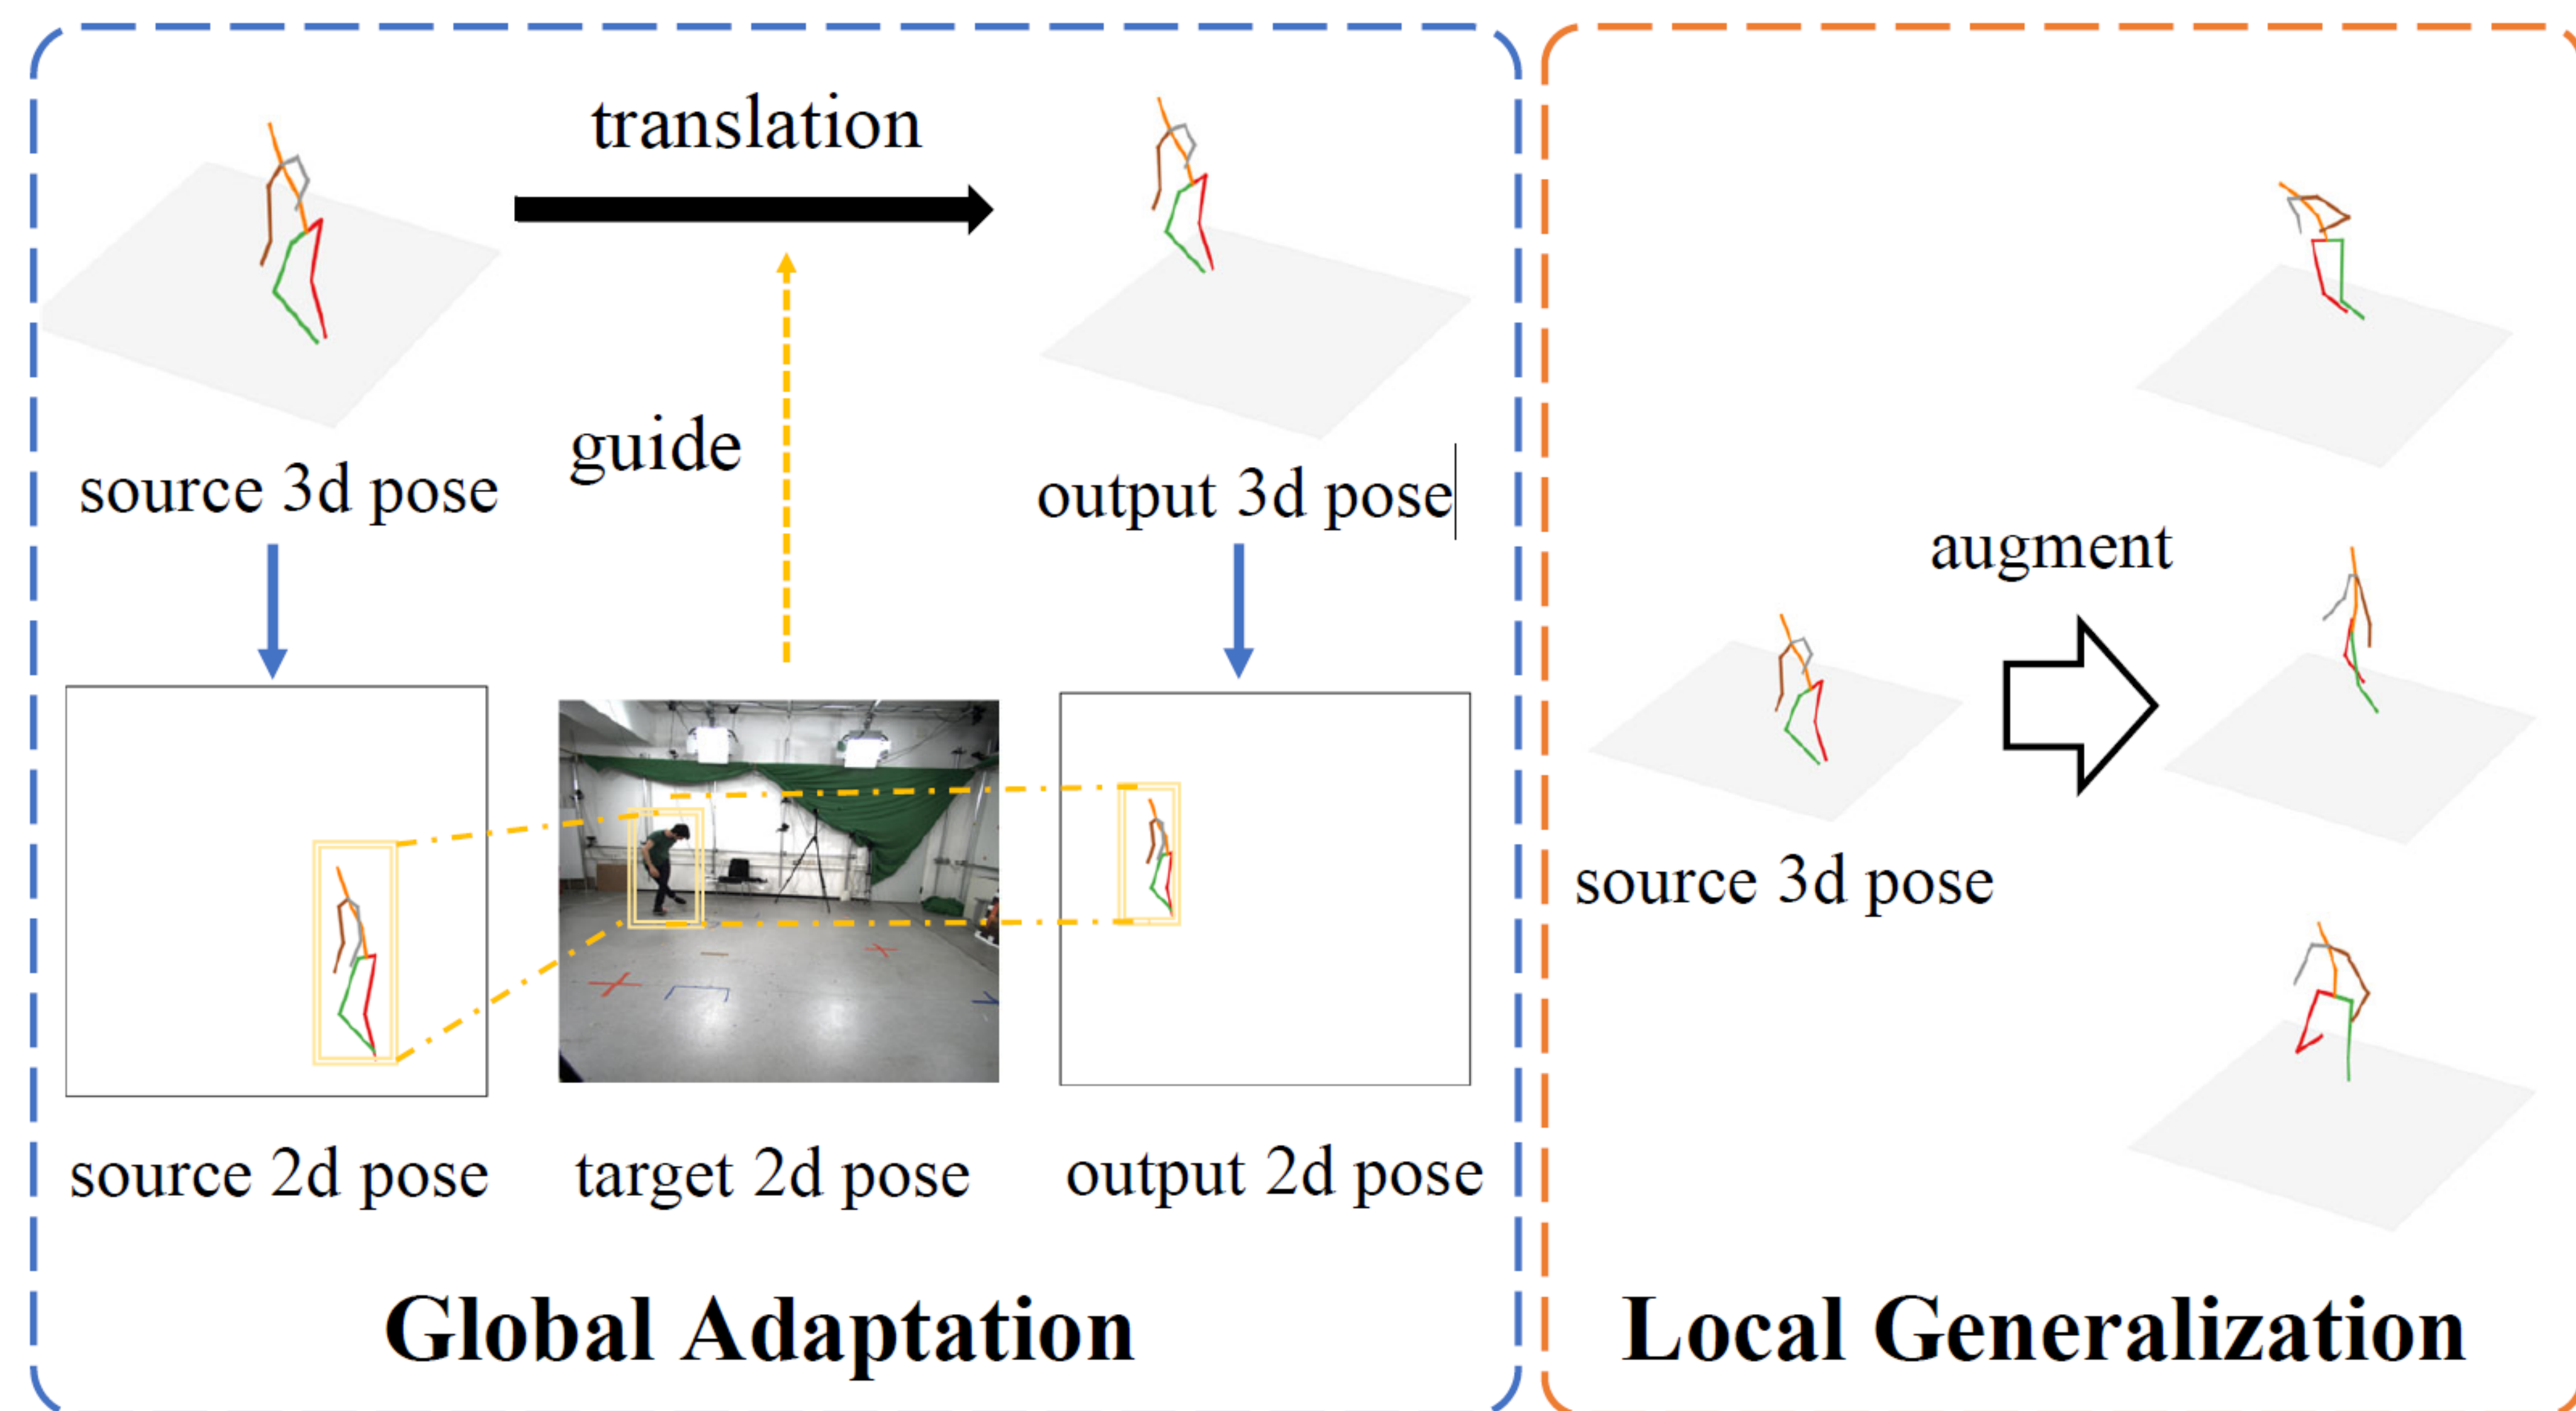 translation
guide
source 3d pose
output 3d pose
source 2d pose
target 2d pose
output 2d pose
Global Adaptation
augment
source 3d pose
Local Generalization